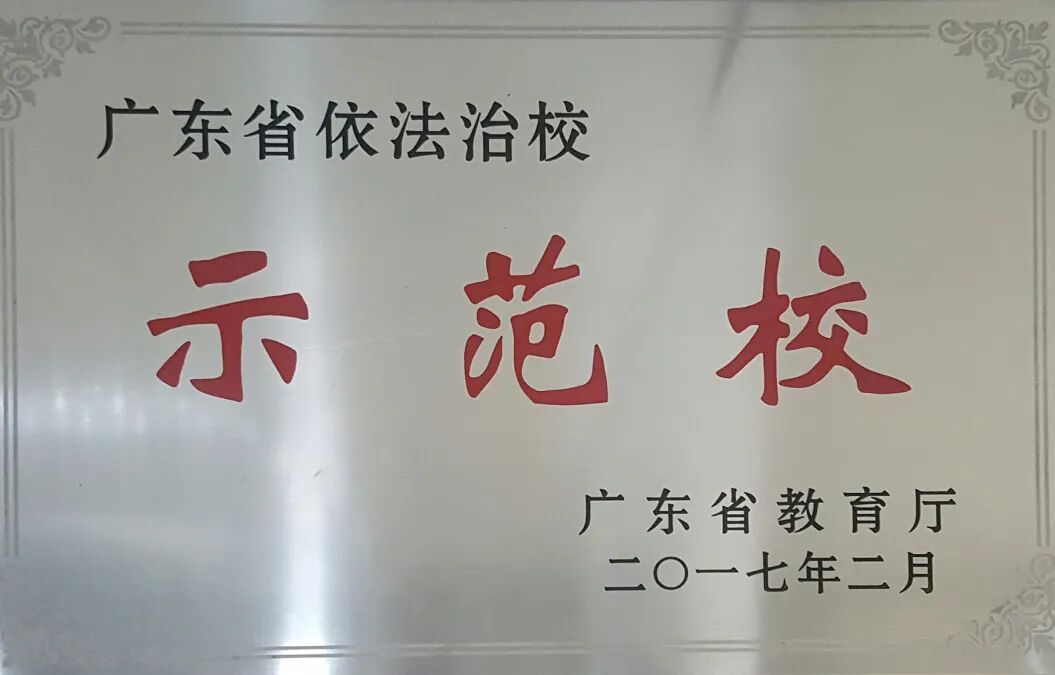 广东省依法治校
示范校
广东省教育厅
二〇一七年二月